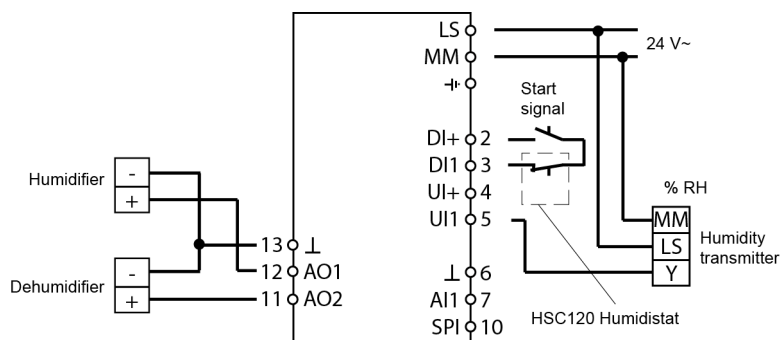 LS
24 V~
MM
Start
signal
DI+ 2
DI1 3
Humidifier
-
+
UI+ 4
% RH
UI1 5
MM
LS
Y
Humidity
transmitter
13 ⊥
12 AO1
11 AO2
Dehumidifier
-
+
⊥ 6
AI1 7
SPI 10
HSC120 Humidistat